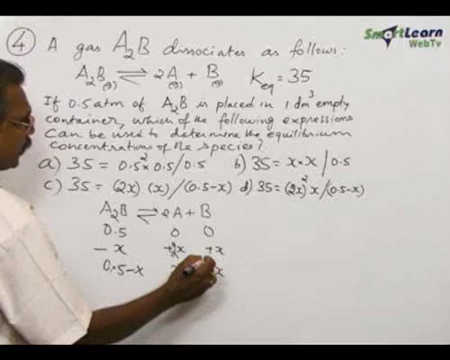 ④ A gas A₂B dissociates as follows:
SmartLearn
WebTv
A₂B(g) ⇌ 2A(g) + B(g) Keq = 35
If 0.5 atm of A₂B is placed in 1 dm³ empty
container, which of the following expressions
can be used to determine the equilibrium
concentrations of the species?
a) 35 = 0.5² × 0.5/0.5 b) 35 = x·x/0.5
c) 35 = (2x)(x)/(0.5-x) d) 35 = (2x)²x/(0.5-x)
A₂B ⇌ 2A + B
0.5 0 0
- x +2x +x
0.5-x x